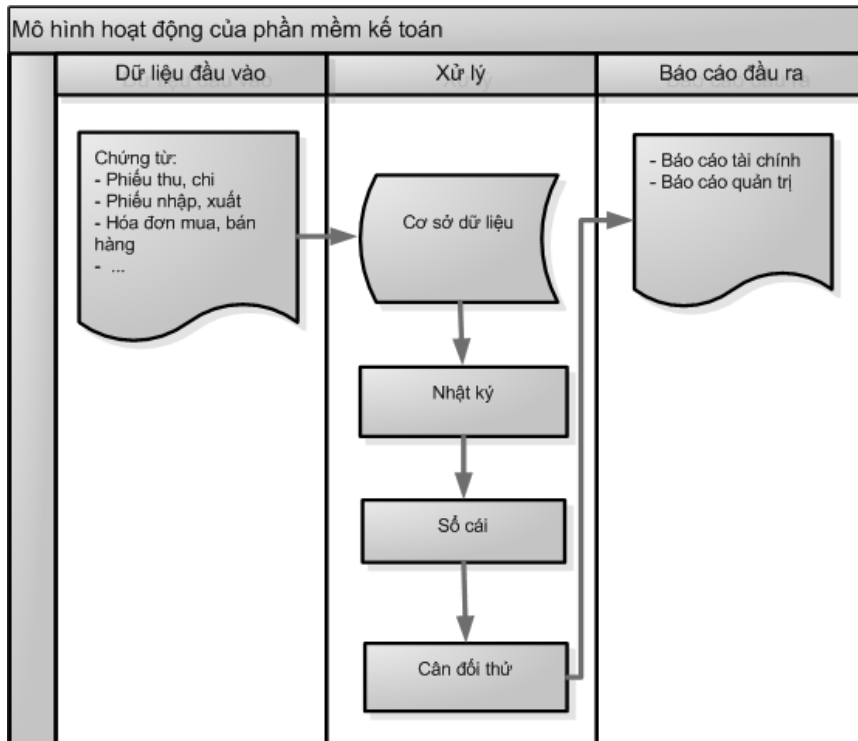 Mô hình hoạt động của phần mềm kế toán
Dữ liệu đầu vào
Xử lý
Báo cáo đầu ra
Chứng từ:
- Phiếu thu, chi
- Phiếu nhập, xuất
- Hóa đơn mua, bán
hàng
- ...
Cơ sở dữ liệu
Nhật ký
Sổ cái
Cân đối thử
- Báo cáo tài chính
- Báo cáo quản trị